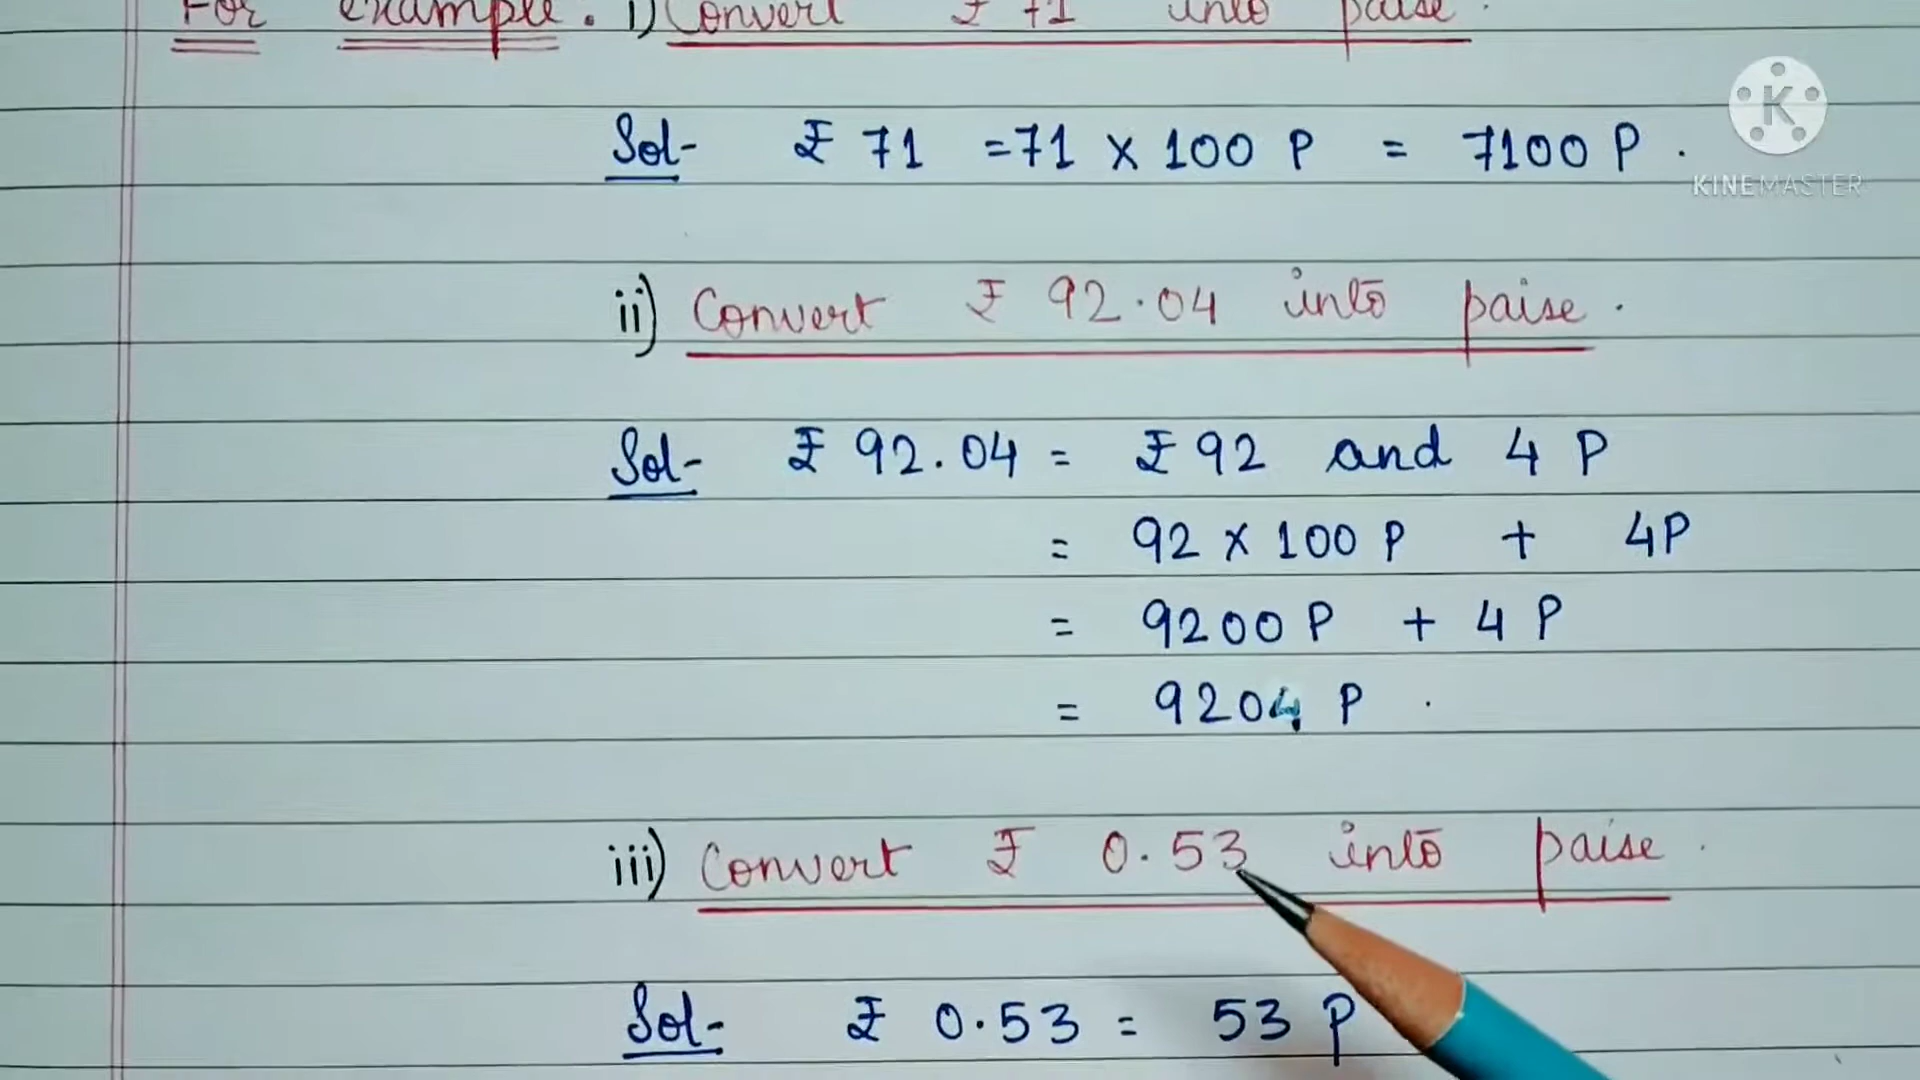 For example. i) Convert ₹ 71 into paise.
Sol- ₹ 71 = 71 x 100 P = 7100 P.
KINEMASTER
ii) Convert ₹ 92.04 into paise.
Sol- ₹ 92.04 = ₹ 92 and 4 P
= 92 x 100 P + 4P
= 9200 P + 4 P
= 9204 P.
iii) Convert ₹ 0.53 into paise.
Sol- ₹ 0.53 = 53 P